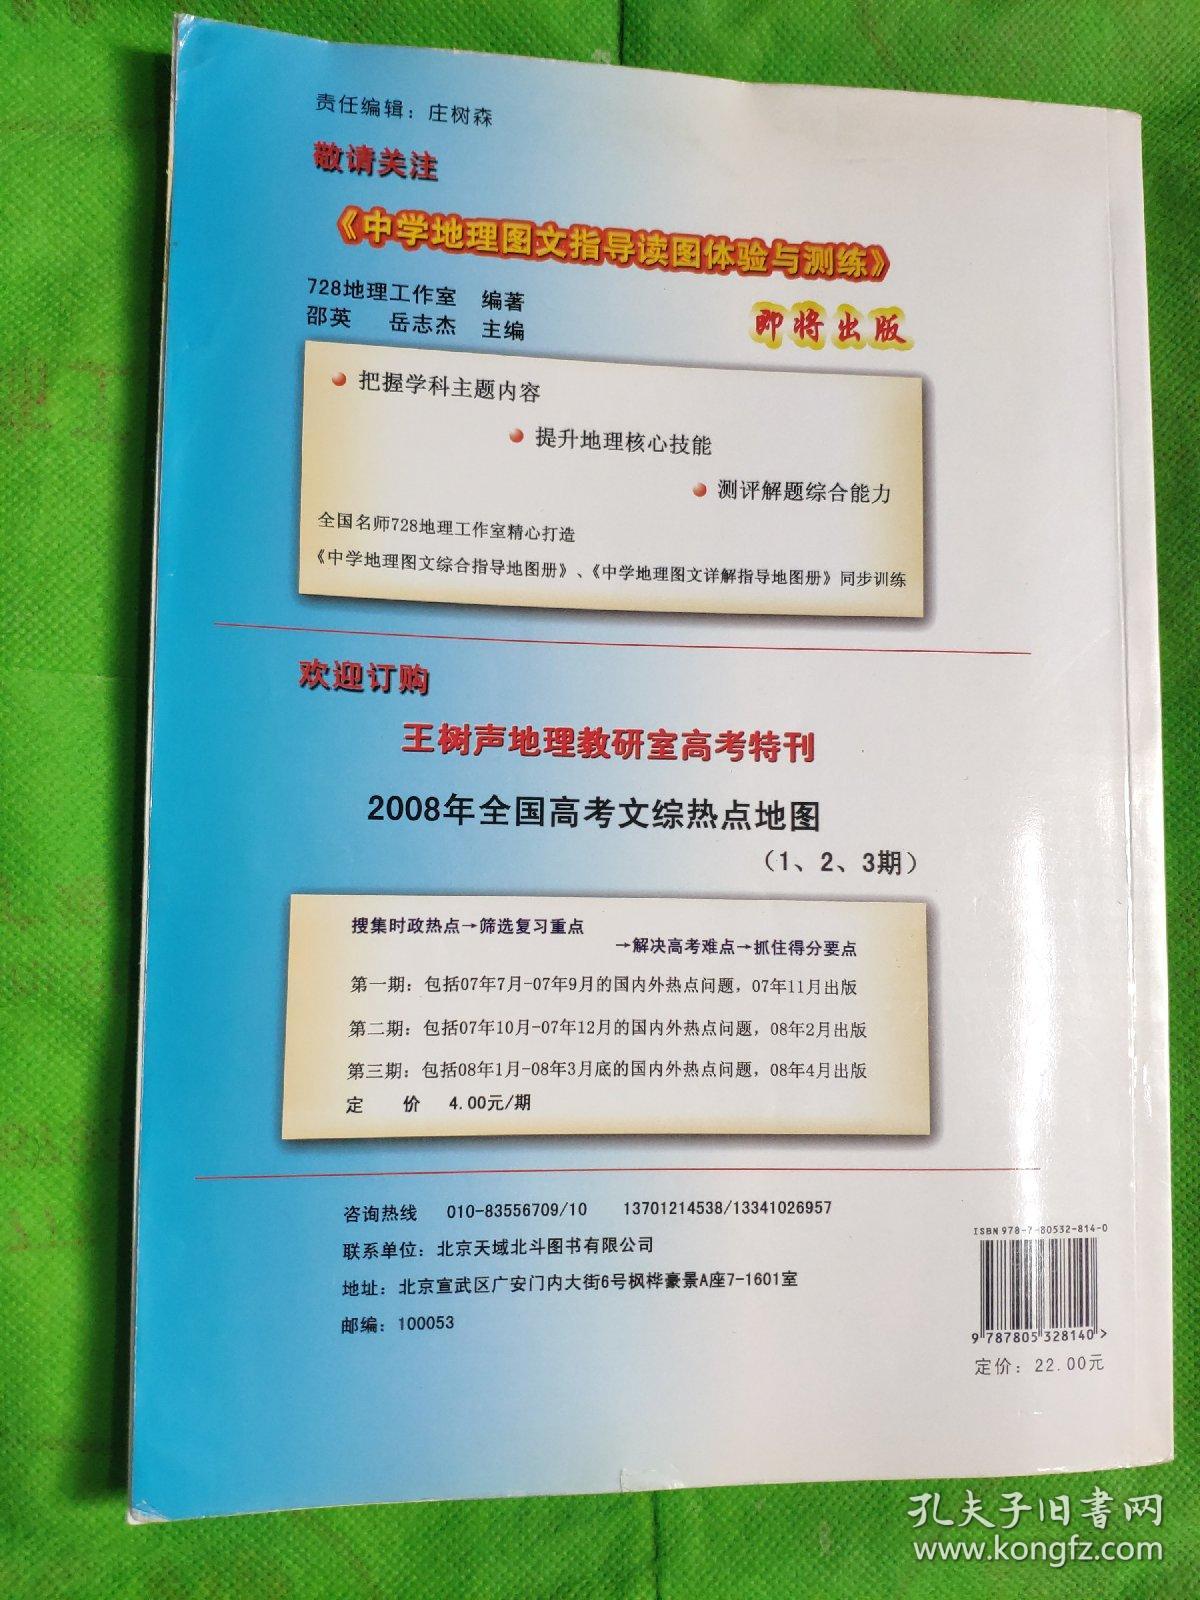 责任编辑：庄树森
敬请关注
《中学地理图文指导读图体验与测练》
728地理工作室 编著
邵英 岳志杰 主编
即将出版
把握学科主题内容
提升地理核心技能
测评解题综合能力
全国名师728地理工作室精心打造
《中学地理图文综合指导地图册》、《中学地理图文详解指导地图册》同步训练
欢迎订购
王树声地理教研室高考特刊
2008年全国高考文综热点地图
（1、2、3期）
搜集时政热点→筛选复习重点
→解决高考难点→抓住得分要点
第一期：包括07年7月-07年9月的国内外热点问题，07年11月出版
第二期：包括07年10月-07年12月的国内外热点问题，08年2月出版
第三期：包括08年1月-08年3月底的国内外热点问题，08年4月出版
定 价 4.00元/期
咨询热线 010-83556709/10 13701214538/13341026957
联系单位：北京天域北斗图书有限公司
地址：北京宣武区广安门内大街6号枫桦豪景A座7-1601室
邮编：100053
ISBN 978-7-80532-814-0
9 787805 328140 >
定价：22.00元
孔夫子旧书网
www.kongfz.com